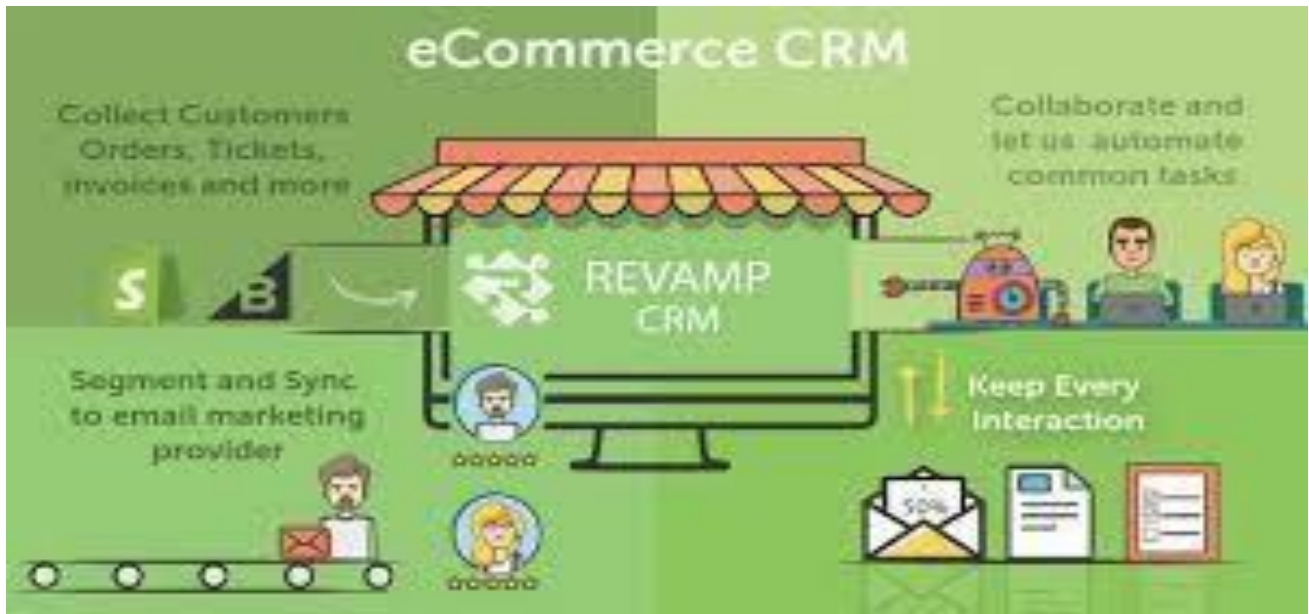 eCommerce CRM
Collect Customers
Orders, Tickets,
invoices and more
Collaborate and
let us automate
common tasks
S
B
REVAMP
CRM
Segment and Sync
to email marketing
provider
Keep Every
Interaction
50%